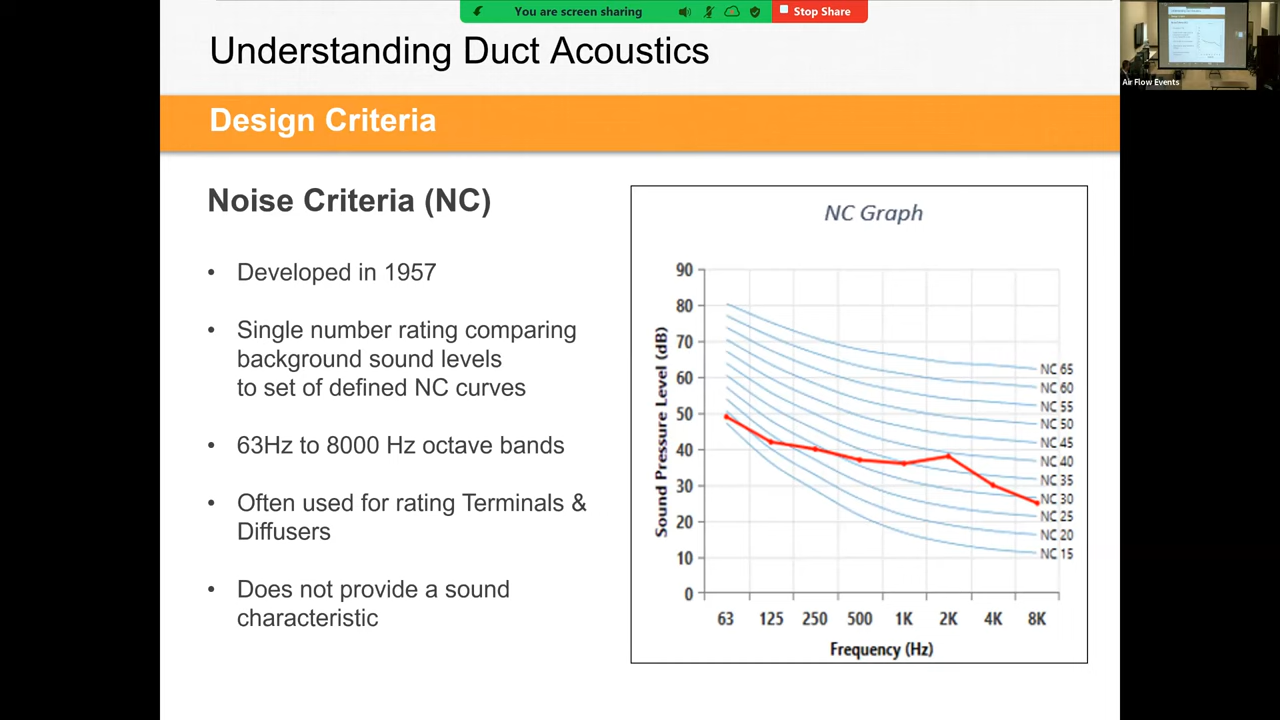 You are screen sharing
Stop Share
Understanding Duct Acoustics
Air Flow Events
Design Criteria
Noise Criteria (NC)
• Developed in 1957
• Single number rating comparing
background sound levels
to set of defined NC curves
• 63Hz to 8000 Hz octave bands
• Often used for rating Terminals &
Diffusers
• Does not provide a sound
characteristic
NC Graph
Sound Pressure Level (dB)
90
80
70
60
50
40
30
20
10
0
NC 65
NC 60
NC 55
NC 50
NC 45
NC 40
NC 35
NC 30
NC 25
NC 20
NC 15
63 125 250 500 1K 2K 4K 8K
Frequency (Hz)